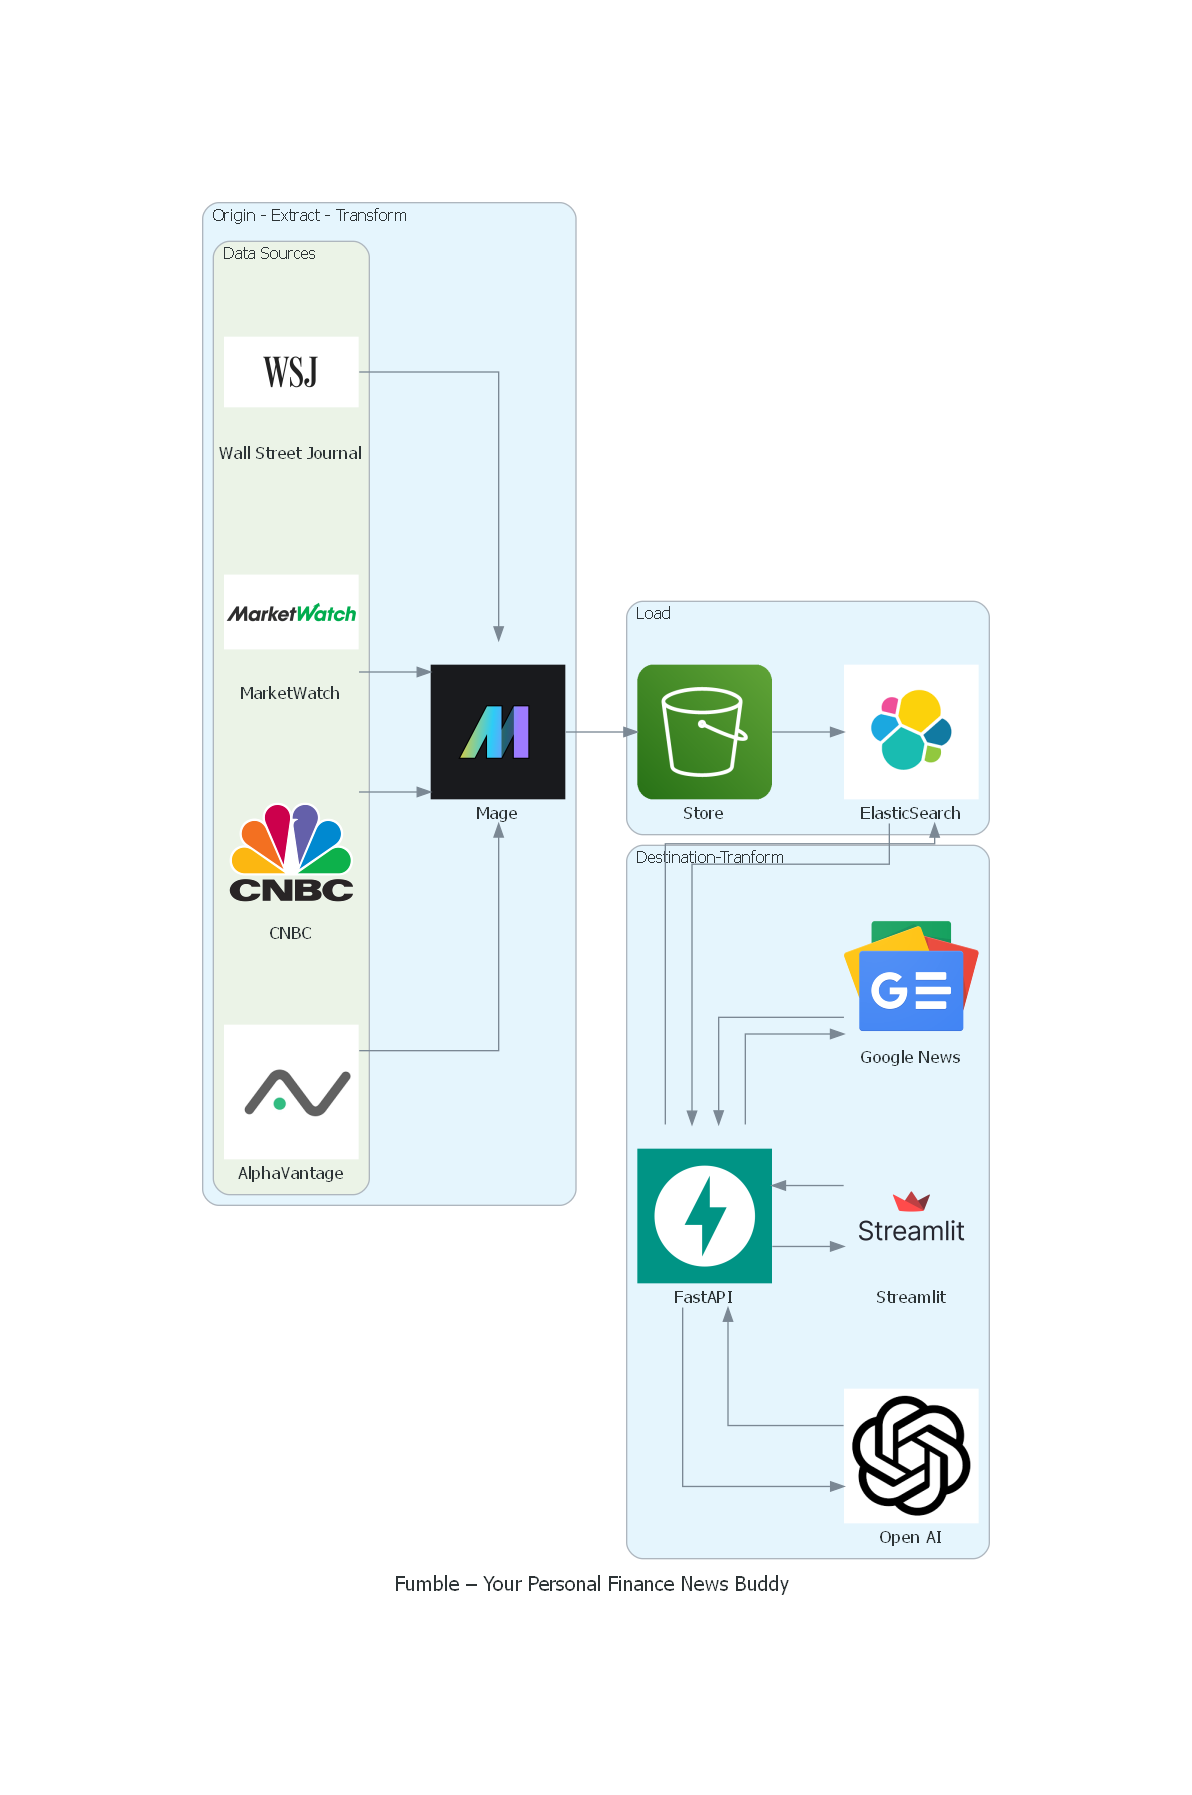 Origin - Extract - Transform
Data Sources
WSJ
Wall Street Journal
MarketWatch
MarketWatch
CNBC
CNBC
AlphaVantage
Mage
Load
Store
ElasticSearch
Destination-Tranform
G
Google News
FastAPI
Streamlit
Streamlit
Open AI
Fumble – Your Personal Finance News Buddy